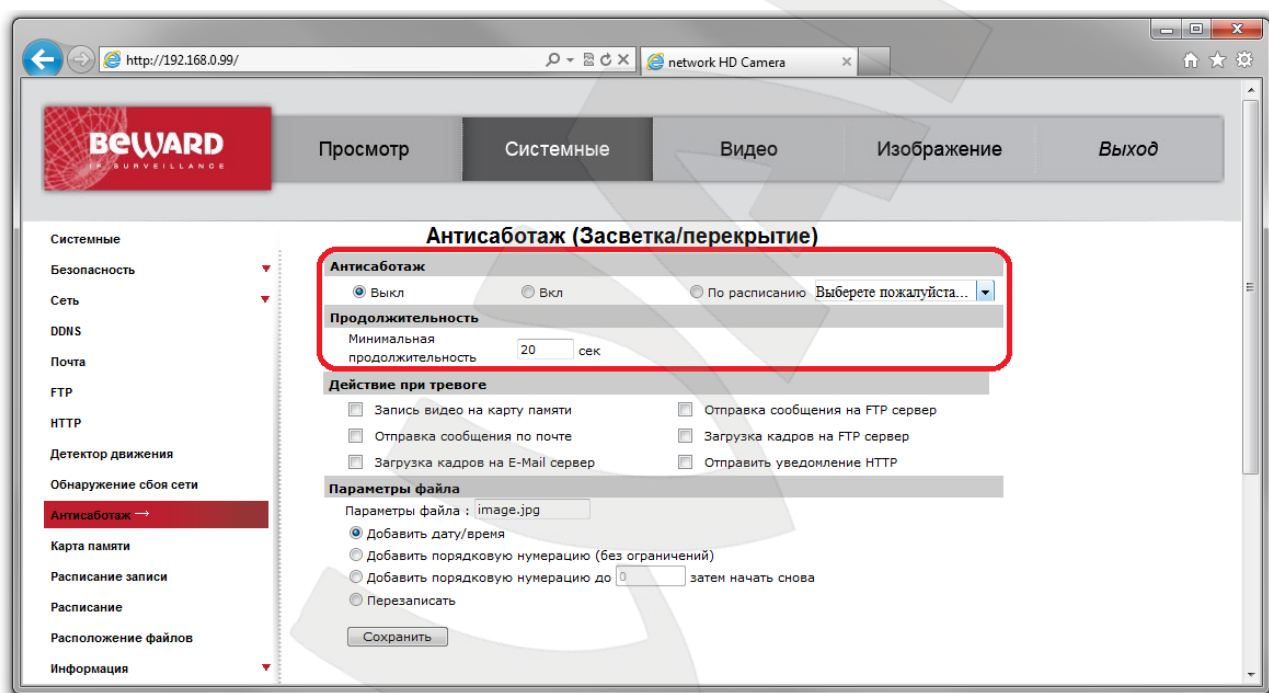 http://192.168.0.99/
network HD Camera
BEWARD
IP SURVEILLANCE
Просмотр
Системные
Видео
Изображение
Выход
Системные
Безопасность
Сеть
DDNS
Почта
FTP
HTTP
Детектор движения
Обнаружение сбоя сети
Антисаботаж →
Карта памяти
Расписание записи
Расписание
Расположение файлов
Информация
Антисаботаж (Засветка/перекрытие)
Антисаботаж
Выкл Вкл По расписанию Выберете пожалуйста...
Продолжительность
Минимальная
продолжительность 20 сек
Действие при тревоге
Запись видео на карту памяти Отправка сообщения на FTP сервер
Отправка сообщения по почте Загрузка кадров на FTP сервер
Загрузка кадров на E-Mail сервер Отправить уведомление HTTP
Параметры файла
Параметры файла : image.jpg
Добавить дату/время
Добавить порядковую нумерацию (без ограничений)
Добавить порядковую нумерацию до 0 затем начать снова
Перезаписать
Сохранить